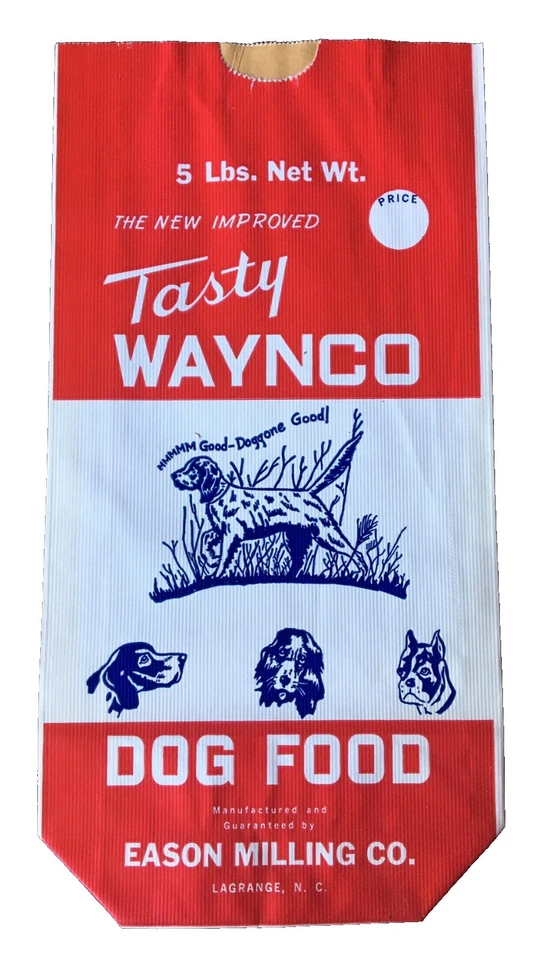 5 Lbs. Net Wt.
PRICE
THE NEW IMPROVED
Tasty
WAYNCO
MMMMM Good-Doggone Good!
DOG FOOD
Manufactured and
Guaranteed by
EASON MILLING CO.
LAGRANGE, N. C.